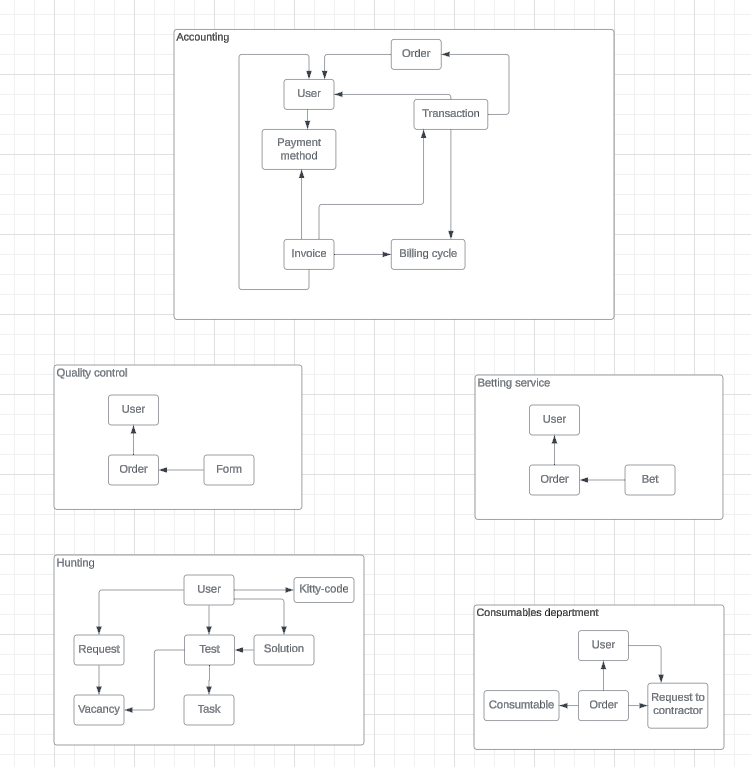 Accounting
Order
User
Transaction
Payment
method
Invoice
Billing cycle
Quality control
User
Order
Form
Betting service
User
Order
Bet
Hunting
User
Kitty-code
Request
Test
Solution
Vacancy
Task
Consumables department
User
Consumtable
Order
Request to
contractor